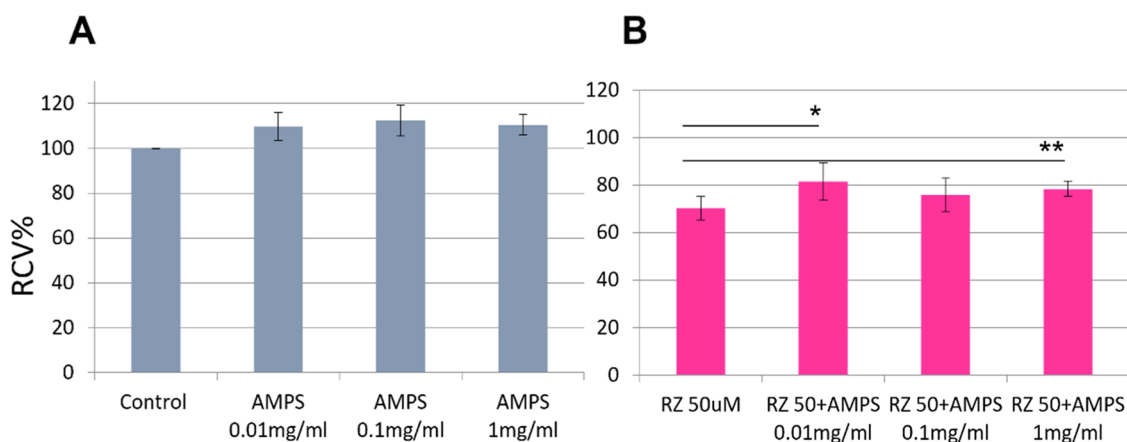 A
RCV%
120
100
80
60
40
20
0
Control
AMPS
0.01mg/ml
AMPS
0.1mg/ml
AMPS
1mg/ml
B
120
100
80
60
40
20
0
*
**
RZ 50uM
RZ 50+AMPS
0.01mg/ml
RZ 50+AMPS
0.1mg/ml
RZ 50+AMPS
1mg/ml